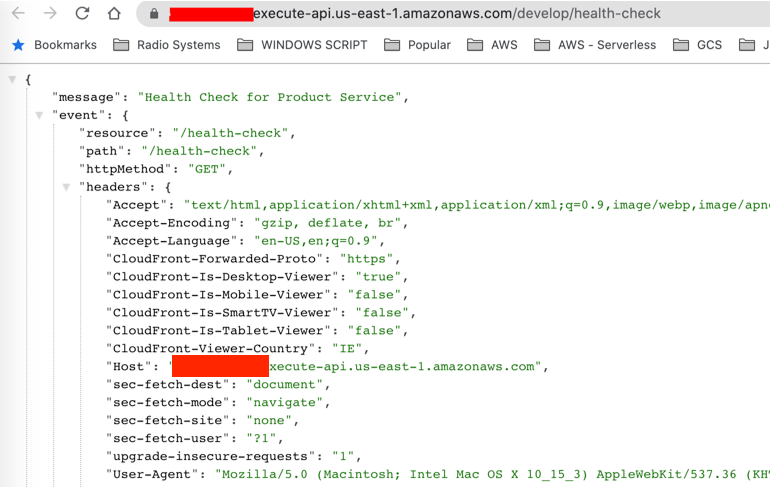 execute-api.us-east-1.amazonaws.com/develop/health-check
Bookmarks Radio Systems WINDOWS SCRIPT Popular AWS AWS - Serverless GCS J
{
"message": "Health Check for Product Service",
"event": {
"resource": "/health-check",
"path": "/health-check",
"httpMethod": "GET",
"headers": {
"Accept": "text/html,application/xhtml+xml,application/xml;q=0.9,image/webp,image/apn
"Accept-Encoding": "gzip, deflate, br",
"Accept-Language": "en-US,en;q=0.9",
"CloudFront-Forwarded-Proto": "https",
"CloudFront-Is-Desktop-Viewer": "true",
"CloudFront-Is-Mobile-Viewer": "false",
"CloudFront-Is-SmartTV-Viewer": "false",
"CloudFront-Is-Tablet-Viewer": "false",
"CloudFront-Viewer-Country": "IE",
"Host": "xecute-api.us-east-1.amazonaws.com",
"sec-fetch-dest": "document",
"sec-fetch-mode": "navigate",
"sec-fetch-site": "none",
"sec-fetch-user": "?1",
"upgrade-insecure-requests": "1",
"User-Agent": "Mozilla/5.0 (Macintosh; Intel Mac OS X 10_15_3) AppleWebKit/537.36 (KH